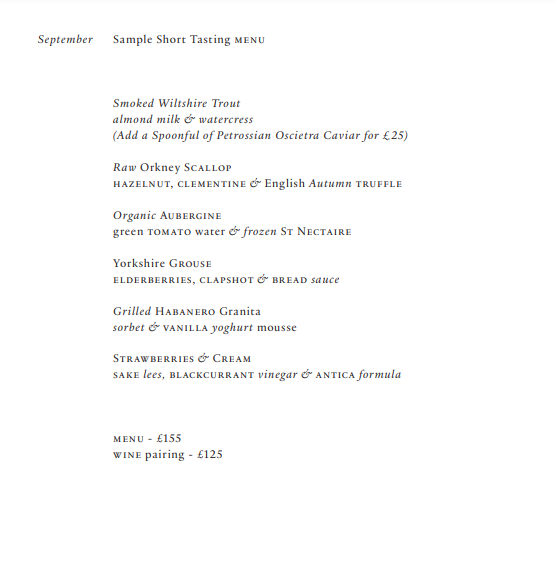 September Sample Short Tasting MENU
Smoked Wiltshire Trout
almond milk & watercress
(Add a Spoonful of Petrossian Oscietra Caviar for £25)
Raw Orkney SCALLOP
HAZELNUT, CLEMENTINE & English Autumn TRUFFLE
Organic AUBERGINE
green TOMATO water & frozen ST NECTAIRE
Yorkshire GROUSE
ELDERBERRIES, CLAPSHOT & BREAD sauce
Grilled HABANERO Granita
sorbet & VANILLA yoghurt mousse
STRAWBERRIES & CREAM
SAKE lees, BLACKCURRANT vinegar & ANTICA formula
MENU - £155
WINE pairing - £125